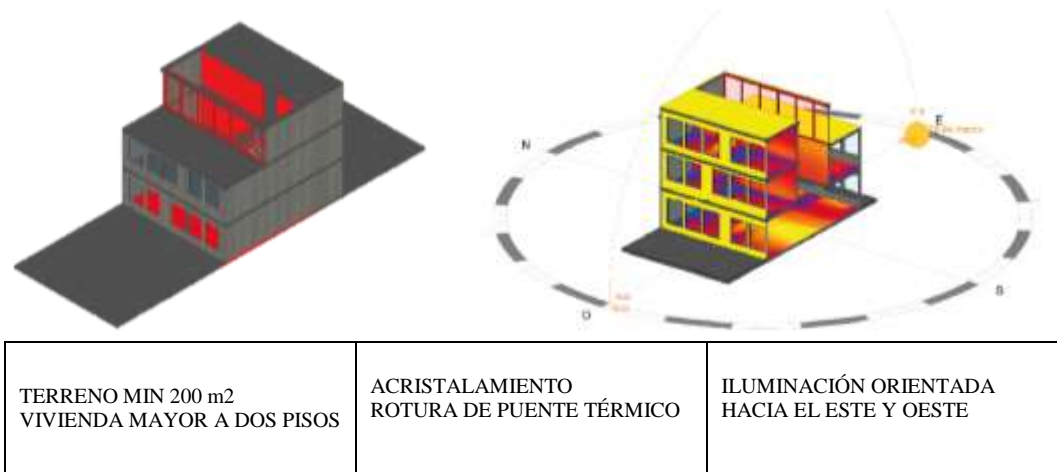 N
E
S
O
TERRENO MIN 200 m2
VIVIENDA MAYOR A DOS PISOS
ACRISTALAMIENTO
ROTURA DE PUENTE TÉRMICO
ILUMINACIÓN ORIENTADA
HACIA EL ESTE Y OESTE